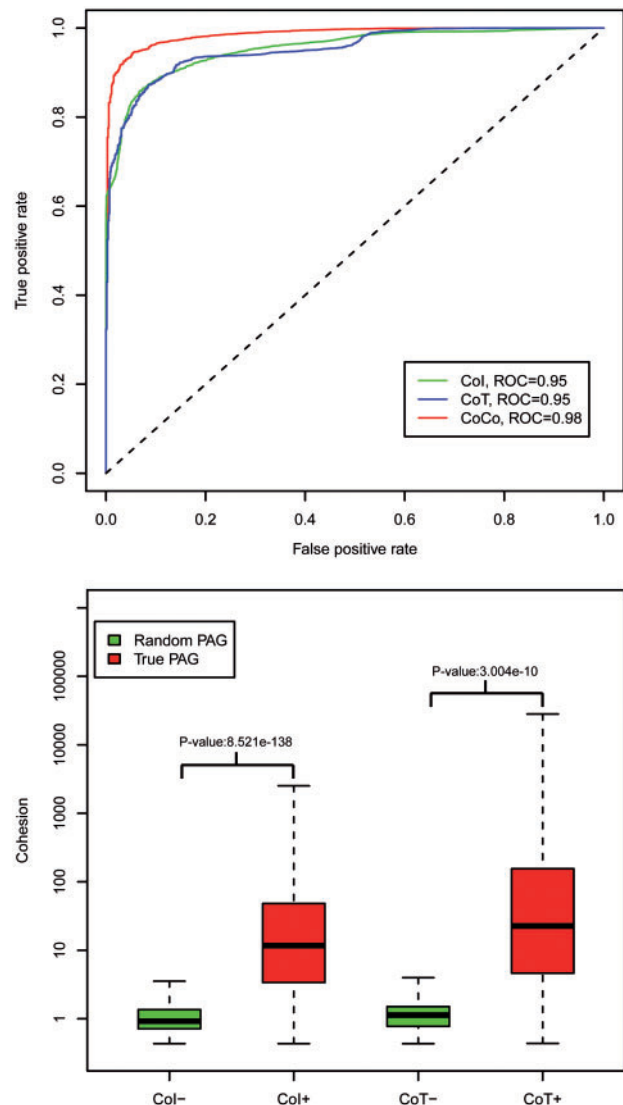 1.0
0.8
0.6
0.4
0.2
0.0
True positive rate
CoI, ROC=0.95
CoT, ROC=0.95
CoCo, ROC=0.98
0.0 0.2 0.4 0.6 0.8 1.0
False positive rate
Random PAG
True PAG
P-value:3.004e-10
P-value:8.521e-138
100000
10000
1000
100
10
1
Cohesion
CoI− CoI+ CoT− CoT+